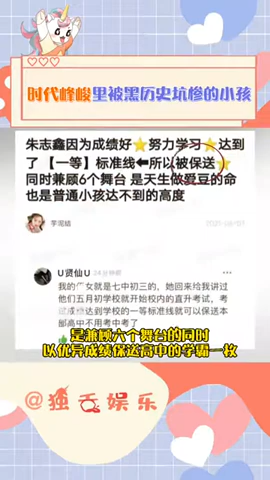 时代峰峻里被黑历史坑惨的小孩
朱志鑫因为成绩好⭐努力学习⭐达到
了【一等】标准线⬅所以被保送⭐
同时兼顾6个舞台 是天生做爱豆的命
也是普通小孩达不到的高度
U贤仙U
我的
女就是七中初三的，她回来给我讲过
他们五月初学校就开始校内的直升考试，考
试成绩达到学校的一等标准线就可以保送本
部高中不用考中考了
是兼顾六个舞台的同时
以优异成绩保送高中的学霸一枚
@独舌娱乐